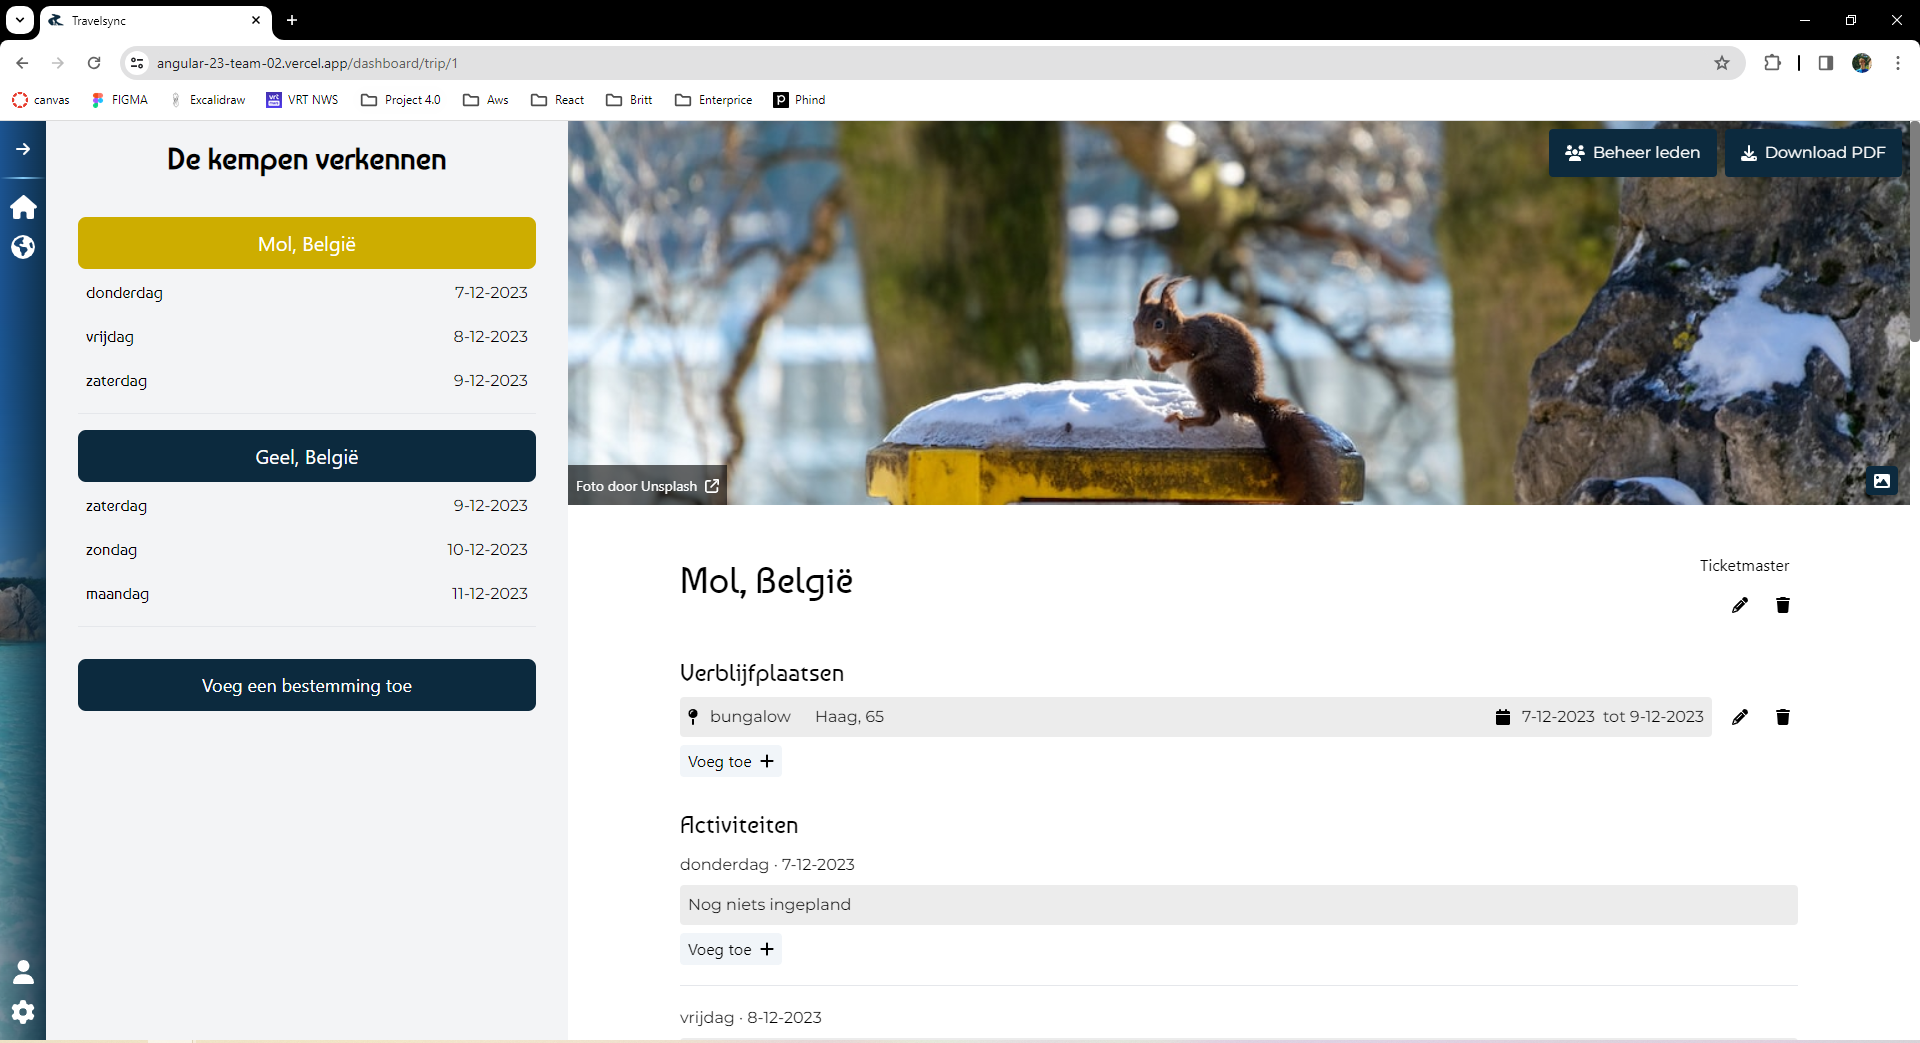 Travelsync
angular-23-team-02.vercel.app/dashboard/trip/1
canvas FIGMA Excalidraw VRT NWS Project 4.0 Aws React Britt Enterprice Phind
De kempen verkennen
Mol, België
donderdag 7-12-2023
vrijdag 8-12-2023
zaterdag 9-12-2023
Geel, België
zaterdag 9-12-2023
zondag 10-12-2023
maandag 11-12-2023
Voeg een bestemming toe
Beheer leden Download PDF
Foto door Unsplash
Mol, België
Ticketmaster
Verblijfplaatsen
bungalow Haag, 65 7-12-2023 tot 9-12-2023
Voeg toe +
Activiteiten
donderdag · 7-12-2023
Nog niets ingepland
Voeg toe +
vrijdag · 8-12-2023